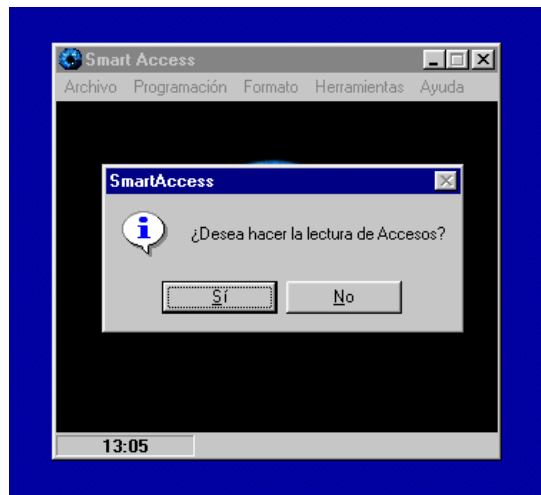 Smart Access
Archivo Programación Formato Herramientas Ayuda
SmartAccess
¿Desea hacer la lectura de Accesos?
Sí No
13:05